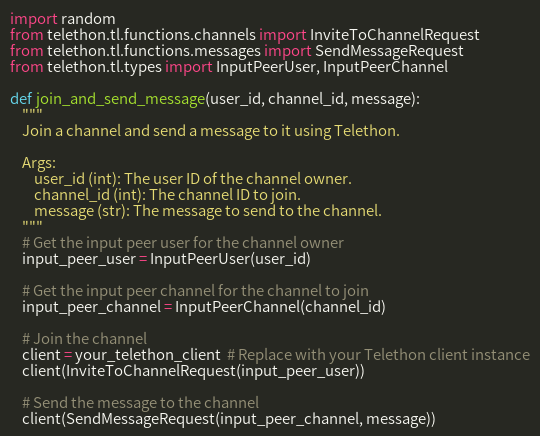 import random
from telethon.tl.functions.channels import InviteToChannelRequest
from telethon.tl.functions.messages import SendMessageRequest
from telethon.tl.types import InputPeerUser, InputPeerChannel

def join_and_send_message(user_id, channel_id, message):
    """
    Join a channel and send a message to it using Telethon.

    Args:
        user_id (int): The user ID of the channel owner.
        channel_id (int): The channel ID to join.
        message (str): The message to send to the channel.
    """
    # Get the input peer user for the channel owner
    input_peer_user = InputPeerUser(user_id)

    # Get the input peer channel for the channel to join
    input_peer_channel = InputPeerChannel(channel_id)

    # Join the channel
    client = your_telethon_client  # Replace with your Telethon client instance
    client(InviteToChannelRequest(input_peer_user))

    # Send the message to the channel
    client(SendMessageRequest(input_peer_channel, message))